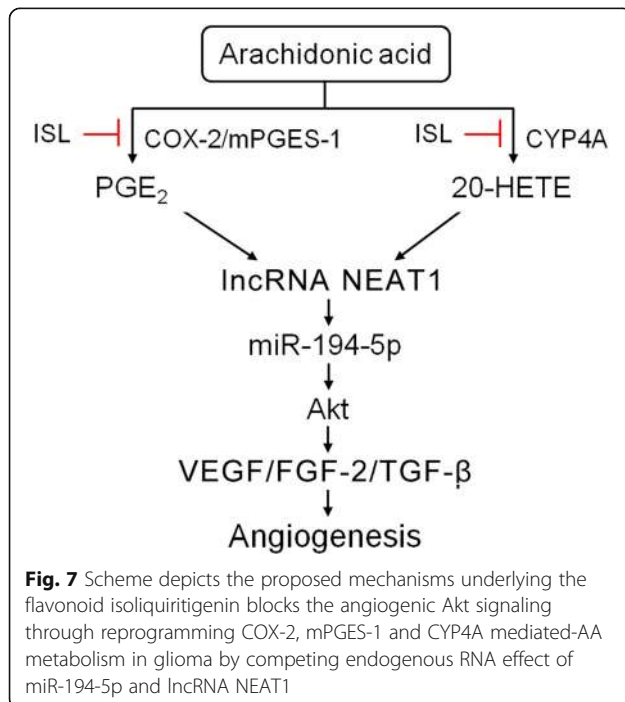 Arachidonic acid
ISL COX-2/mPGES-1 ISL CYP4A
PGE₂ 20-HETE
lncRNA NEAT1
miR-194-5p
Akt
VEGF/FGF-2/TGF-β
Angiogenesis
Fig. 7 Scheme depicts the proposed mechanisms underlying the
flavonoid isoliquiritigenin blocks the angiogenic Akt signaling
through reprogramming COX-2, mPGES-1 and CYP4A mediated-AA
metabolism in glioma by competing endogenous RNA effect of
miR-194-5p and lncRNA NEAT1